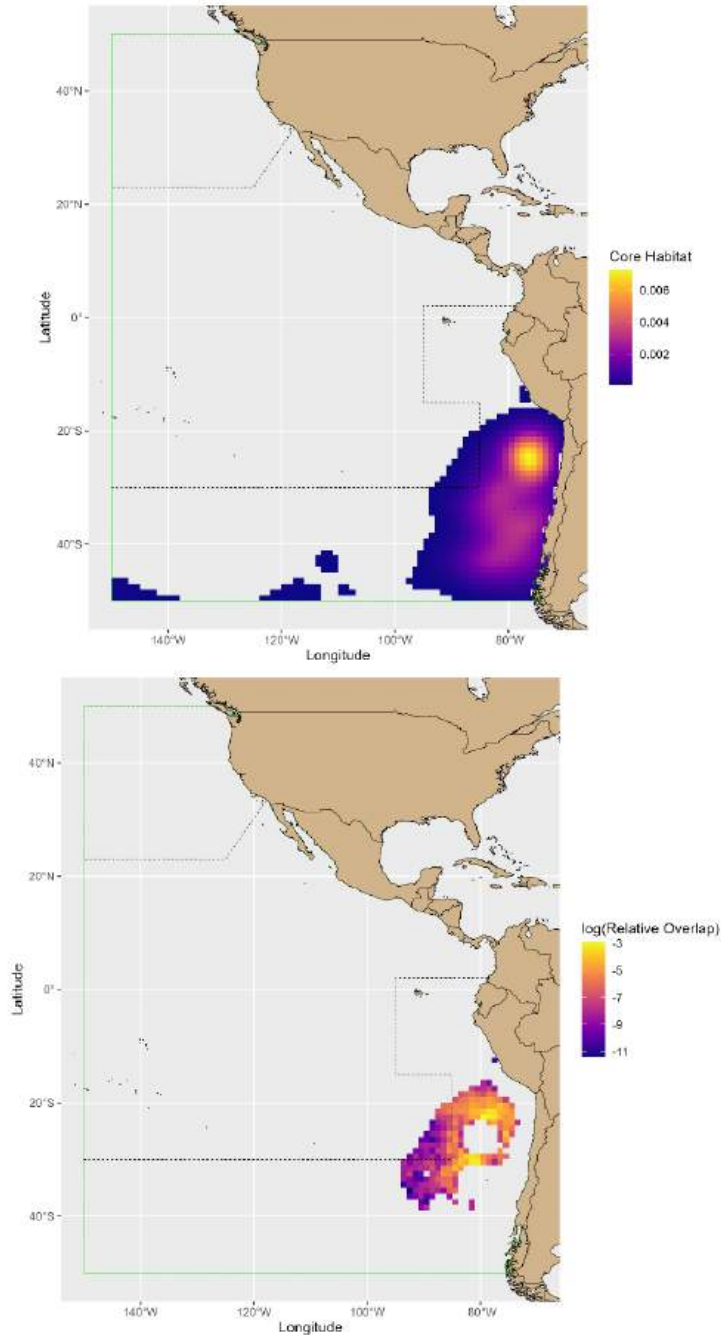 40°N
20°N
0°
20°S
40°S
Latitude
140°W 120°W 100°W 80°W
Longitude
Core Habitat
0.006
0.004
0.002
40°N
20°N
0°
20°S
40°S
Latitude
140°W 120°W 100°W 80°W
Longitude
log(Relative Overlap)
-3
-5
-7
-9
-11